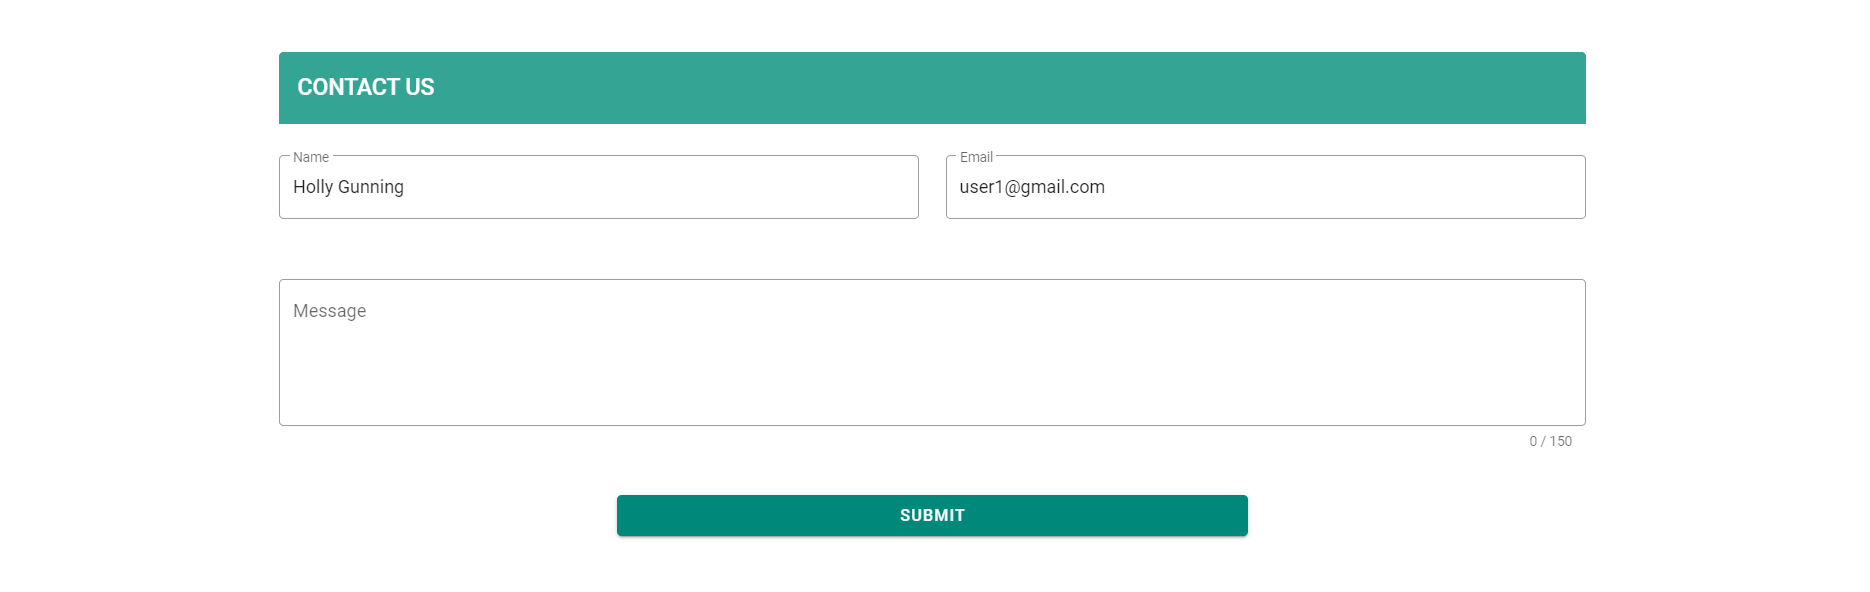 CONTACT US
Name
Email
Holly Gunning
user1@gmail.com
Message
0 / 150
SUBMIT